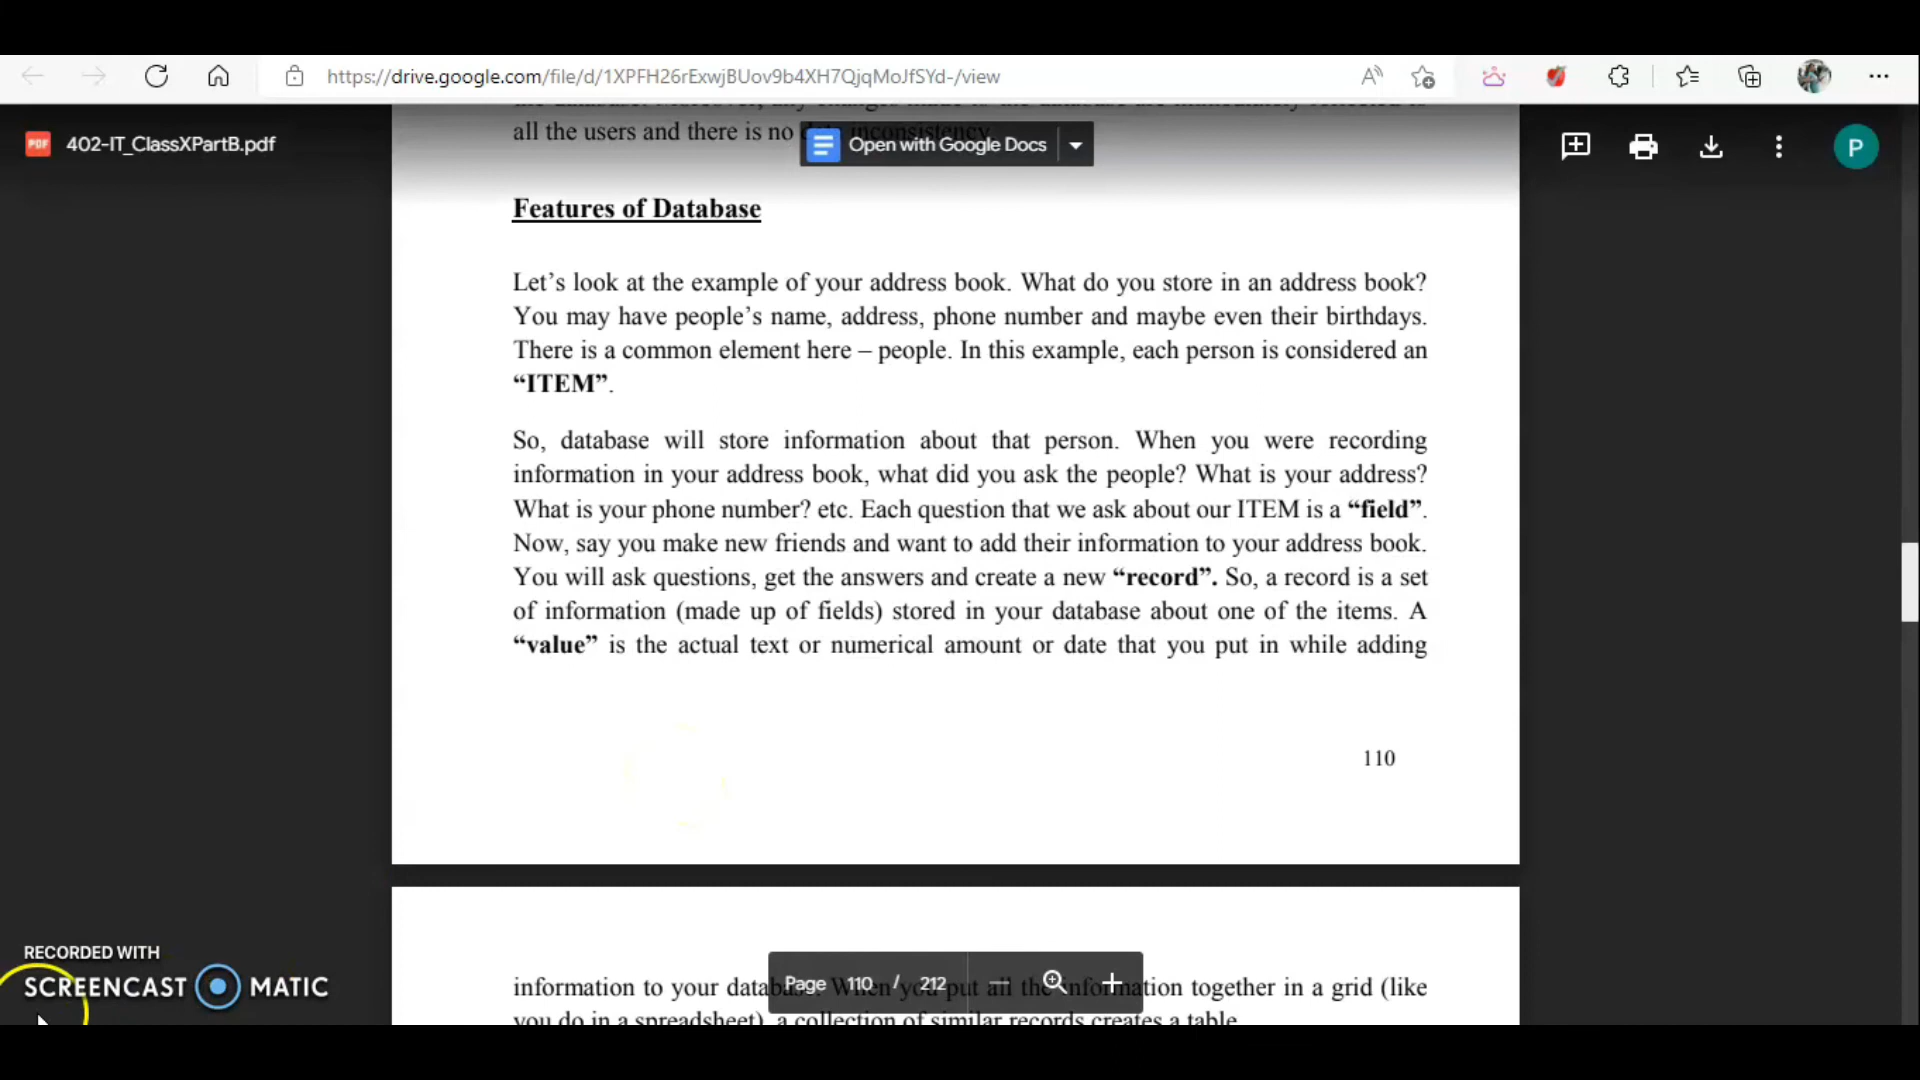 https://drive.google.com/file/d/1XPFH26rExwjBUov9b4XH7QjqMoJfSYd-/view
402-IT_ClassXPartB.pdf
all the users and there is no data inconsistency
Open with Google Docs
P
Features of Database
Let’s look at the example of your address book. What do you store in an address book?
You may have people’s name, address, phone number and maybe even their birthdays.
There is a common element here – people. In this example, each person is considered an
“ITEM”.
So, database will store information about that person. When you were recording
information in your address book, what did you ask the people? What is your address?
What is your phone number? etc. Each question that we ask about our ITEM is a “field”.
Now, say you make new friends and want to add their information to your address book.
You will ask questions, get the answers and create a new “record”. So, a record is a set
of information (made up of fields) stored in your database about one of the items. A
“value” is the actual text or numerical amount or date that you put in while adding
110
information to your database. When you put all the information together in a grid (like
you do in a spreadsheet), a collection of similar records creates a table
Page 110 / 212
RECORDED WITH
SCREENCAST MATIC